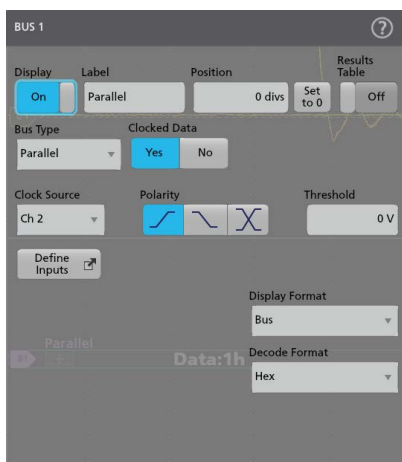 BUS 1
?
Display Label Position Results Table
On Parallel 0 divs Set to 0 Off
Bus Type Clocked Data
Parallel Yes No
Clock Source Polarity Threshold
Ch 2 0 V
Define Inputs
Display Format
Bus
Parallel
Data:1h
Decode Format
Hex